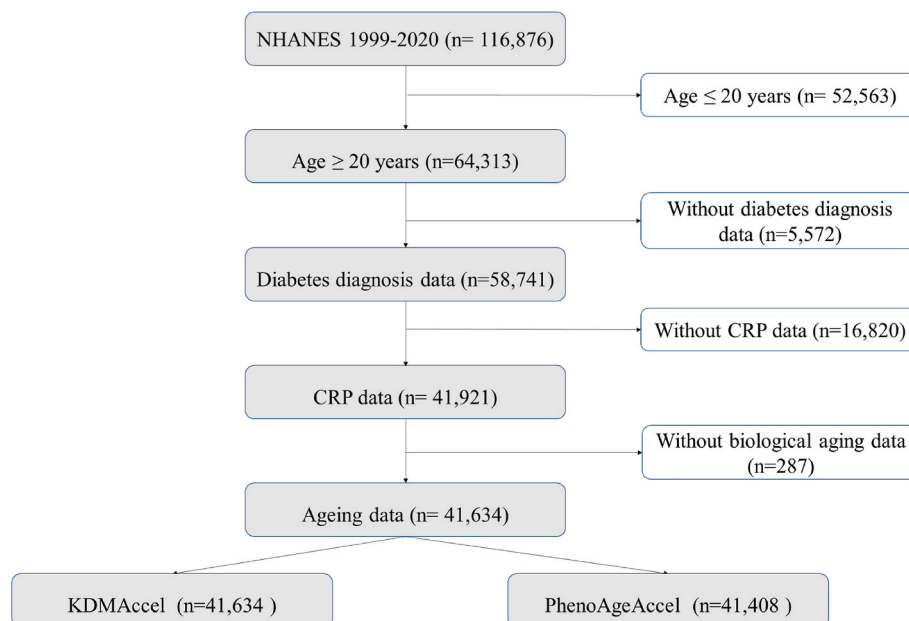 NHANES 1999-2020 (n= 116,876)
Age ≤ 20 years (n= 52,563)
Age ≥ 20 years (n=64,313)
Without diabetes diagnosis
data (n=5,572)
Diabetes diagnosis data (n=58,741)
Without CRP data (n=16,820)
CRP data (n= 41,921)
Without biological aging data
(n=287)
Ageing data (n= 41,634)
KDMAccel (n=41,634 )
PhenoAgeAccel (n=41,408 )